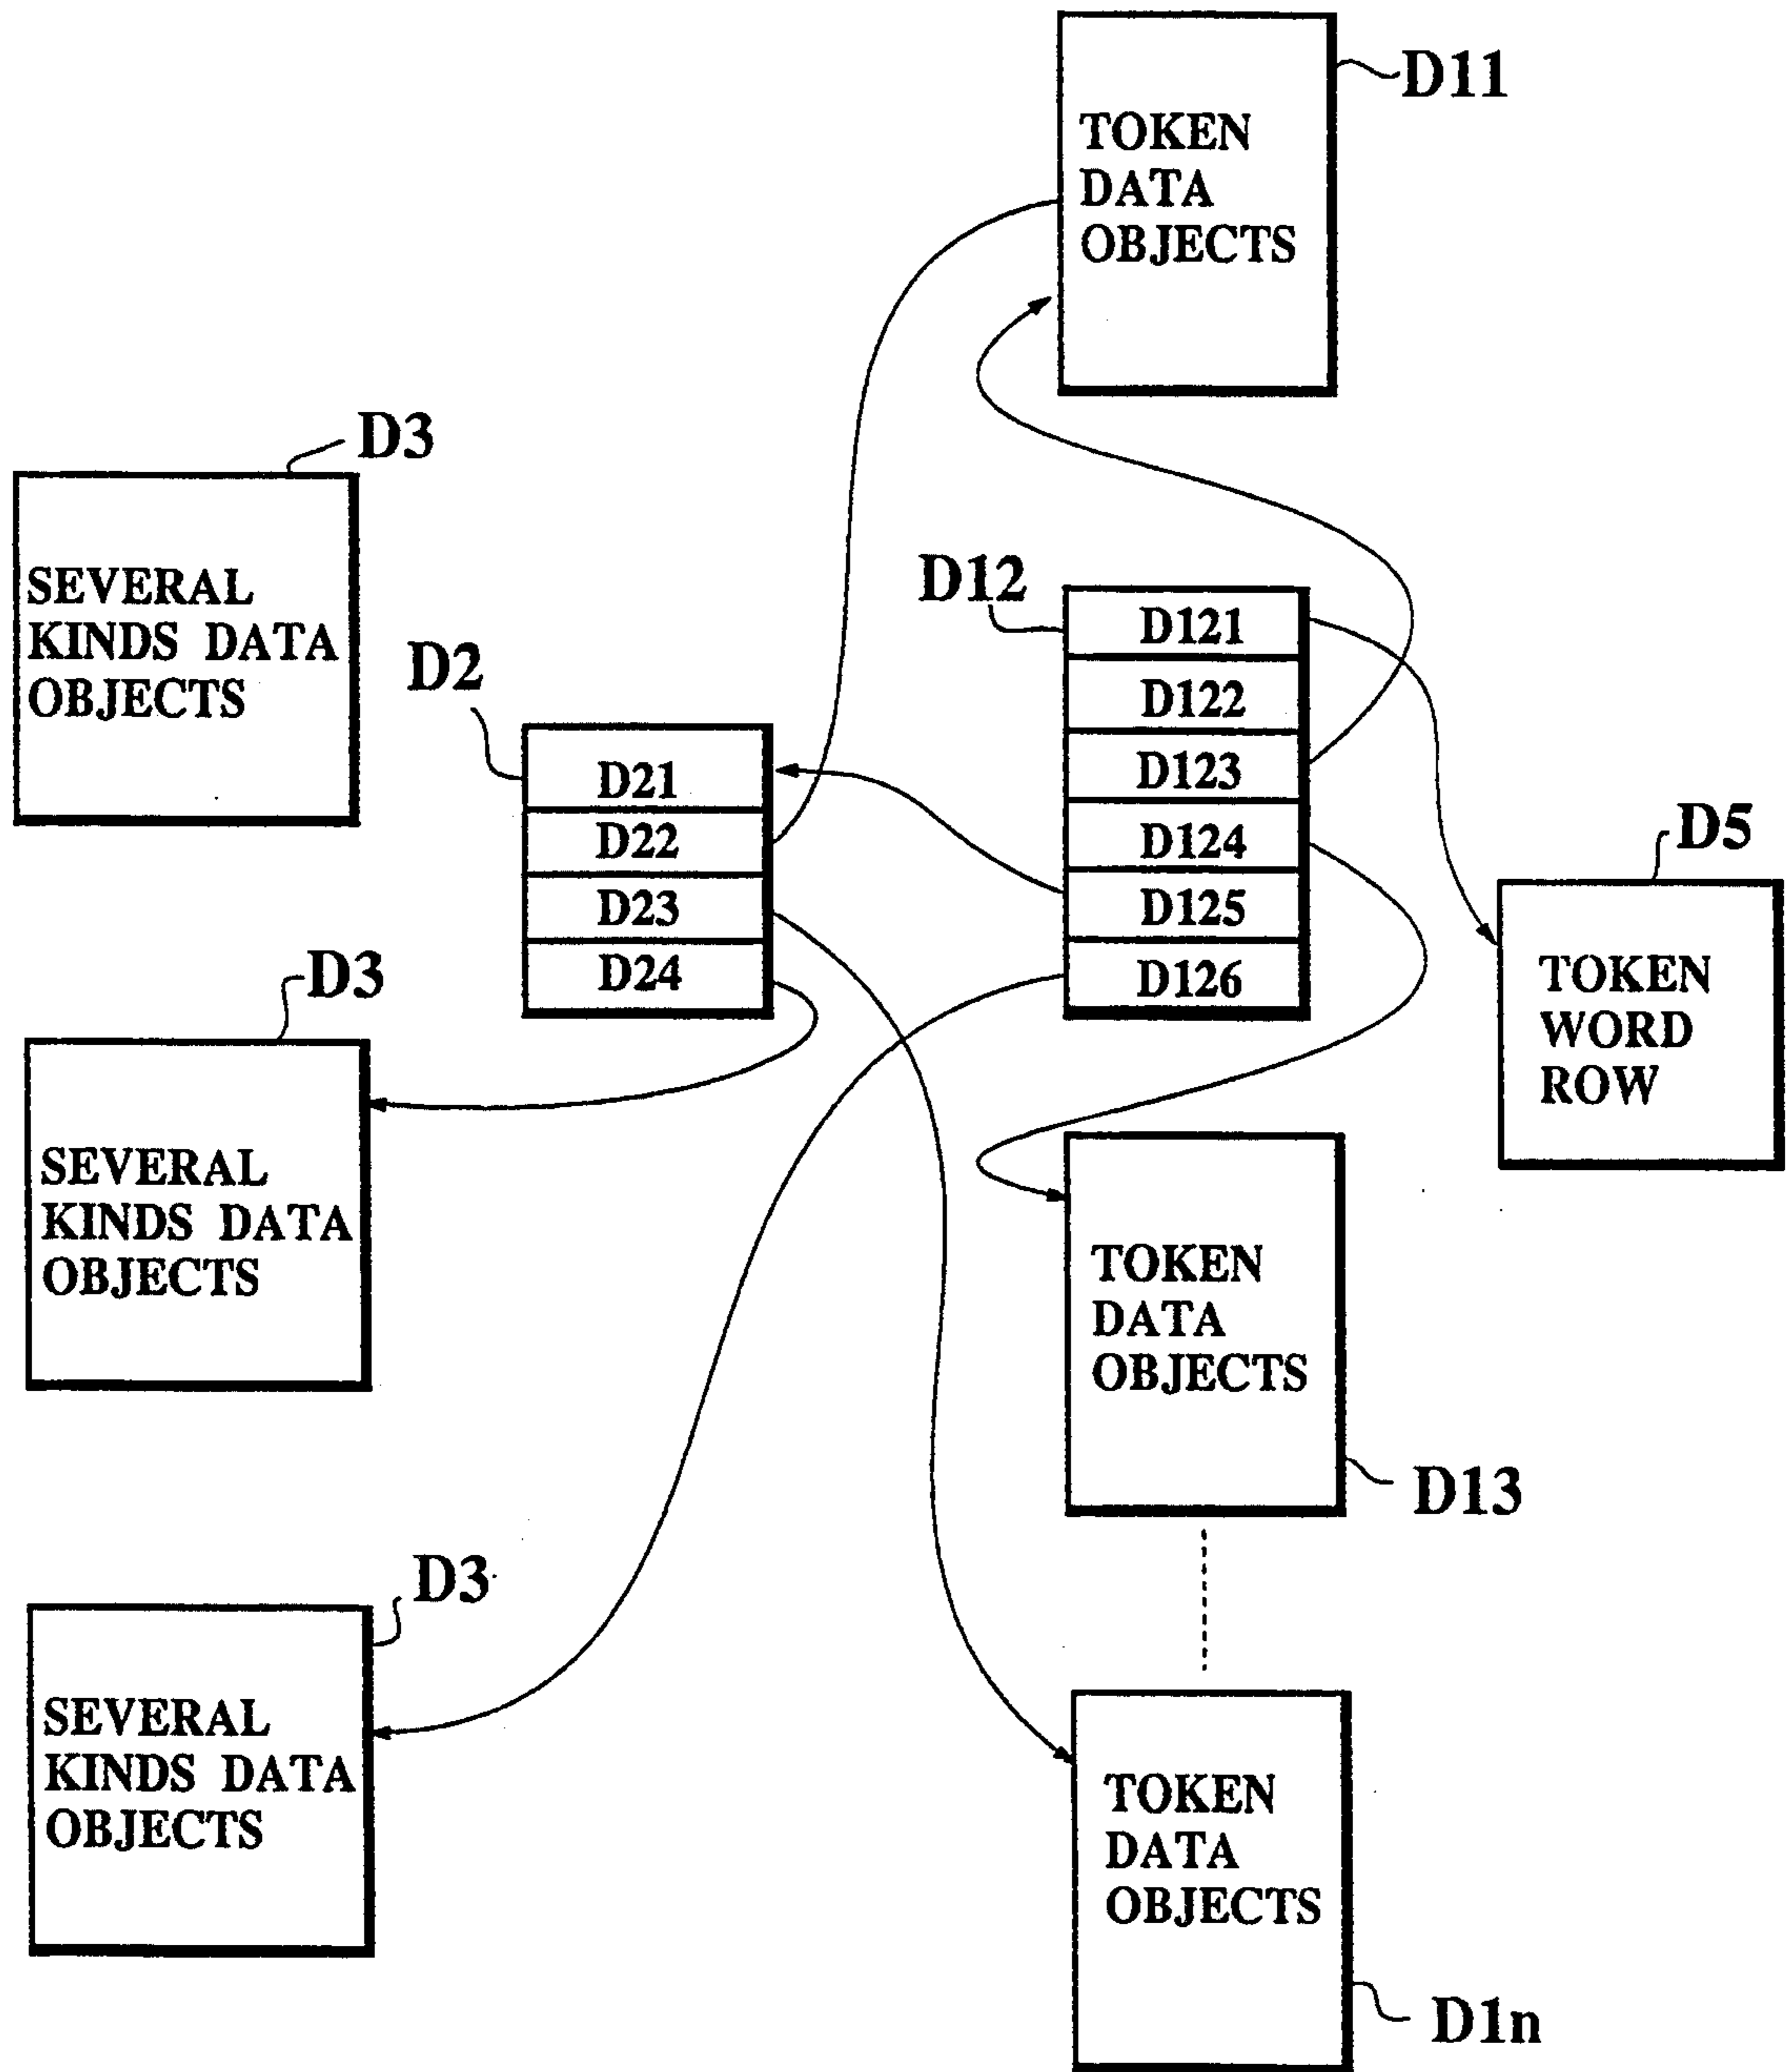 D11
TOKEN
DATA
OBJECTS
D3
SEVERAL
KINDS DATA
OBJECTS
D2
D21
D22
D23
D24
D12
D121
D122
D123
D124
D125
D126
D5
TOKEN
WORD
ROW
D3
SEVERAL
KINDS DATA
OBJECTS
TOKEN
DATA
OBJECTS
D13
D3
SEVERAL
KINDS DATA
OBJECTS
TOKEN
DATA
OBJECTS
D1n